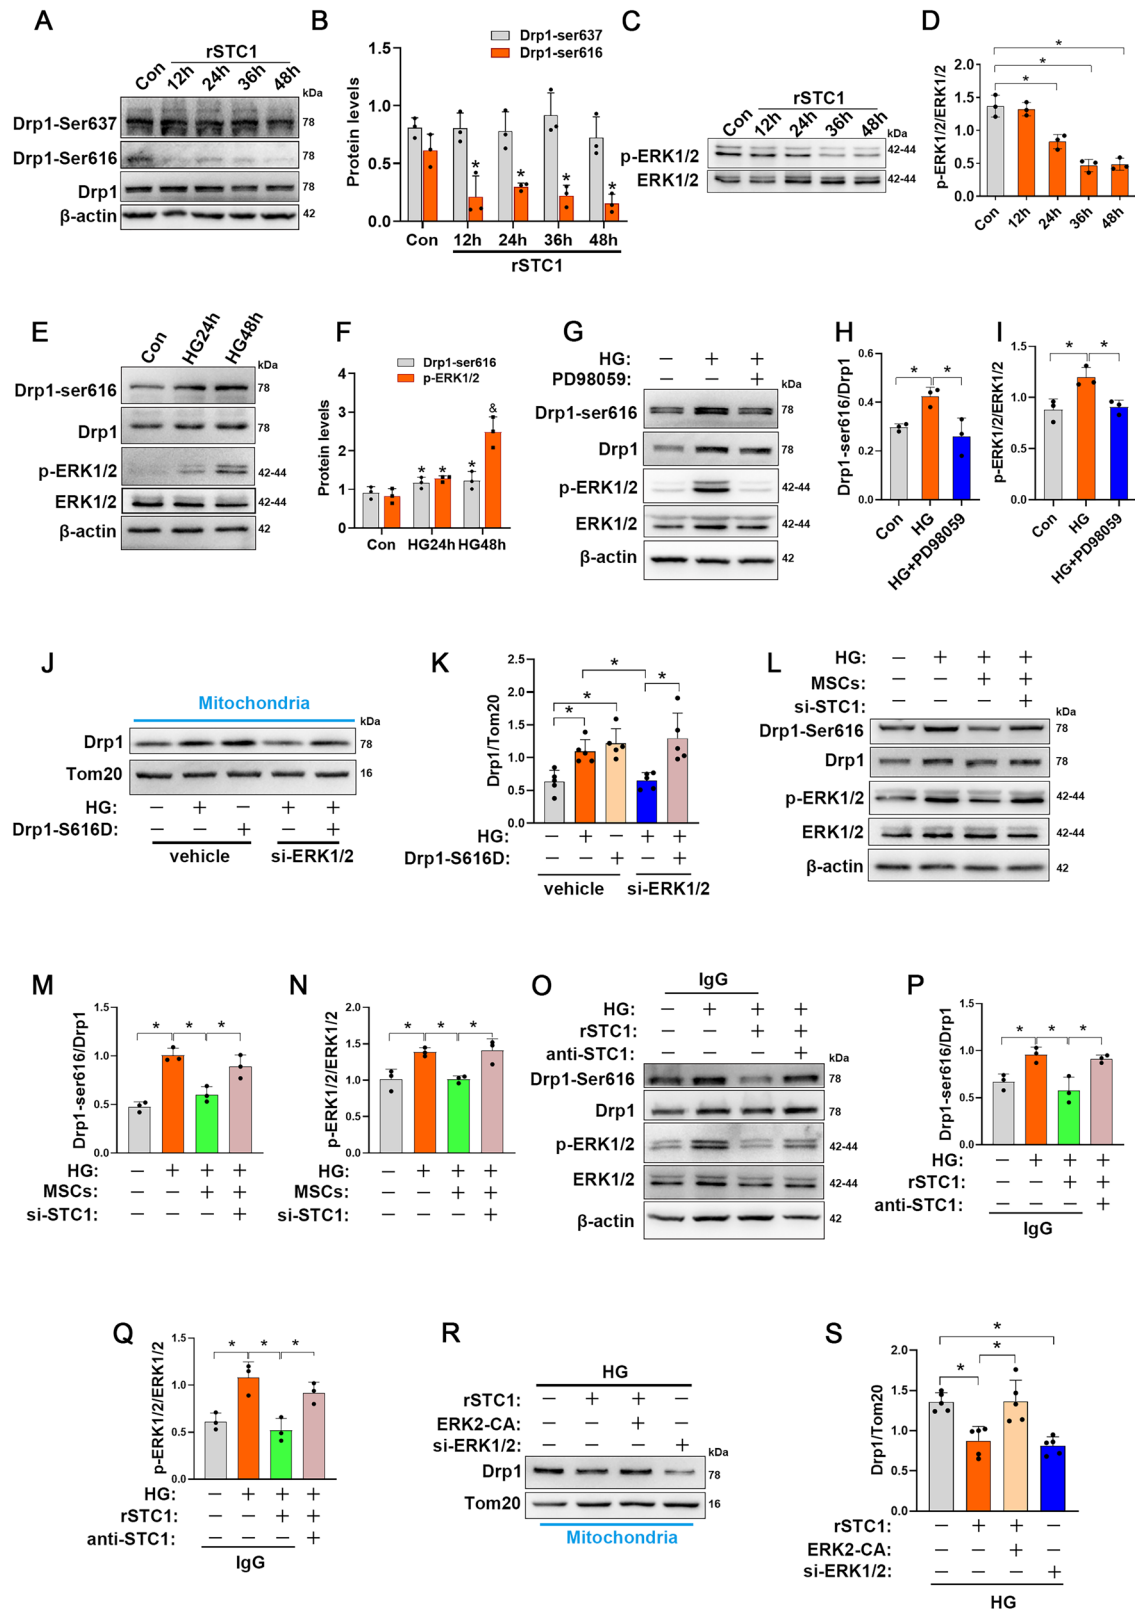 A
rSTC1
Con 12h 24h 36h 48h
kDa
Drp1-Ser637 78
Drp1-Ser616 78
Drp1 78
β-actin 42
B
Drp1-ser637
Drp1-ser616
Protein levels
1.5
1.0
0.5
0.0
* * * *
Con 12h 24h 36h 48h
rSTC1
C
rSTC1
Con 12h 24h 36h 48h
kDa
p-ERK1/2 42-44
ERK1/2 42-44
D
p-ERK1/2/ERK1/2
2.0
1.5
1.0
0.5
0.0
* * *
Con 12h 24h 36h 48h
E
Con HG24h HG48h
kDa
Drp1-ser616 78
Drp1 78
p-ERK1/2 42-44
ERK1/2 42-44
β-actin 42
F
Drp1-ser616
p-ERK1/2
Protein levels
4
3
2
1
0
* * * &
Con HG24h HG48h
G
HG: – + +
PD98059: – – +
kDa
Drp1-ser616 78
Drp1 78
p-ERK1/2 42-44
ERK1/2 42-44
β-actin 42
H
Drp1-ser616/Drp1
0.6
0.4
0.2
0.0
* *
Con HG HG+PD98059
I
p-ERK1/2/ERK1/2
1.5
1.0
0.5
0.0
* *
Con HG HG+PD98059
J
Mitochondria
kDa
Drp1 78
Tom20 16
HG: – + – + +
Drp1-S616D: – – + – +
vehicle si-ERK1/2
K
Drp1/Tom20
2.5
2.0
1.5
1.0
0.5
0.0
* * * *
HG: – + – + +
Drp1-S616D: – – + – +
vehicle si-ERK1/2
L
HG: – + + +
MSCs: – – + +
si-STC1: – – – +
kDa
Drp1-Ser616 78
Drp1 78
p-ERK1/2 42-44
ERK1/2 42-44
β-actin 42
M
Drp1-ser616/Drp1
1.5
1.0
0.5
0.0
* * *
HG: – + + +
MSCs: – – + +
si-STC1: – – – +
N
p-ERK1/2/ERK1/2
2.0
1.5
1.0
0.5
0.0
* * *
HG: – + + +
MSCs: – – + +
si-STC1: – – – +
O
IgG
HG: – + + +
rSTC1: – – + +
anti-STC1: – – – +
kDa
Drp1-Ser616 78
Drp1 78
p-ERK1/2 42-44
ERK1/2 42-44
β-actin 42
P
Drp1-ser616/Drp1
1.5
1.0
0.5
0.0
* * *
HG: – + + +
rSTC1: – – + +
anti-STC1: – – – +
IgG
Q
p-ERK1/2/ERK1/2
1.5
1.0
0.5
0.0
* * *
HG: – + + +
rSTC1: – – + +
anti-STC1: – – – +
IgG
R
HG
rSTC1: – + + –
ERK2-CA: – – + –
si-ERK1/2: – – – +
kDa
Drp1 78
Tom20 16
Mitochondria
S
Drp1/Tom20
2.0
1.5
1.0
0.5
0.0
* * *
rSTC1: – + + –
ERK2-CA: – – + –
si-ERK1/2: – – – +
HG